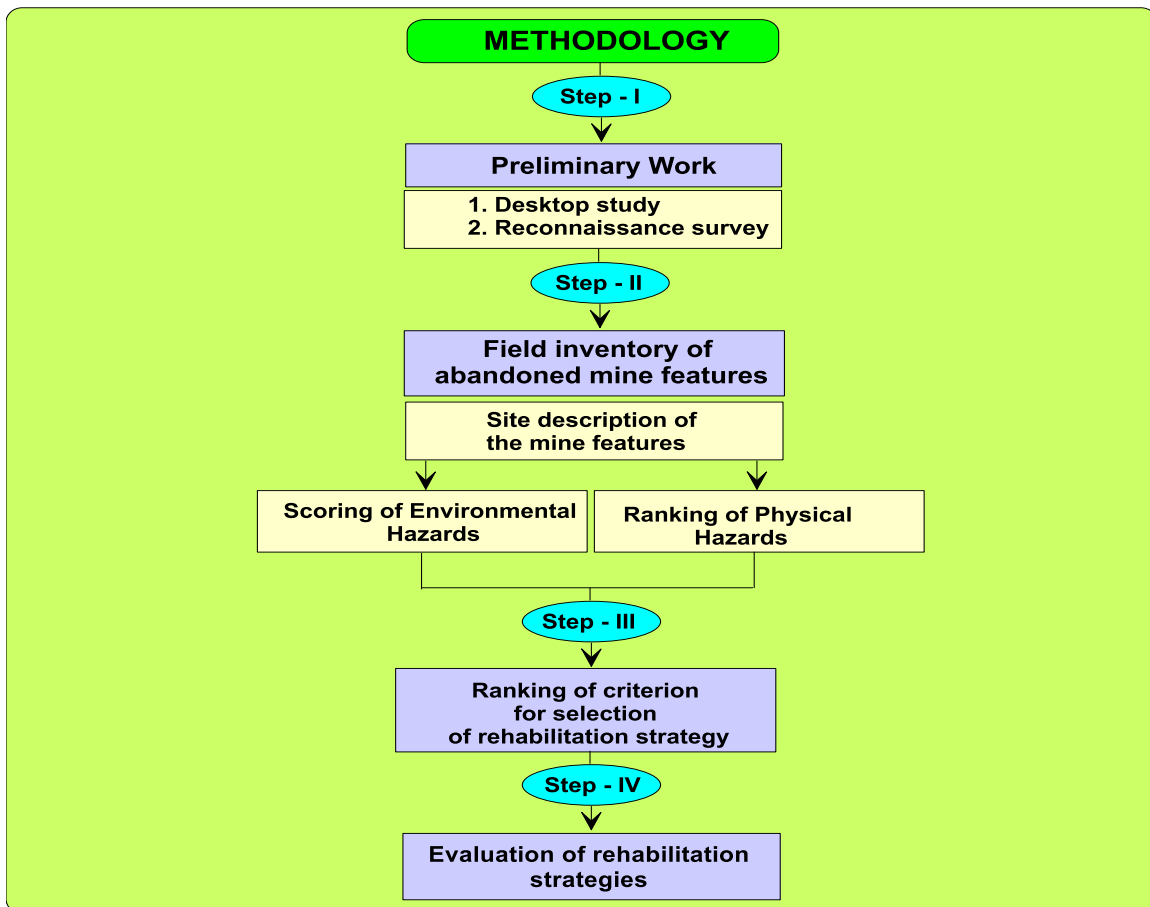 METHODOLOGY
Step - I
Preliminary Work
1. Desktop study
2. Reconnaissance survey
Step - II
Field inventory of
abandoned mine features
Site description of
the mine features
Scoring of Environmental
Hazards
Ranking of Physical
Hazards
Step - III
Ranking of criterion
for selection
of rehabilitation strategy
Step - IV
Evaluation of rehabilitation
strategies